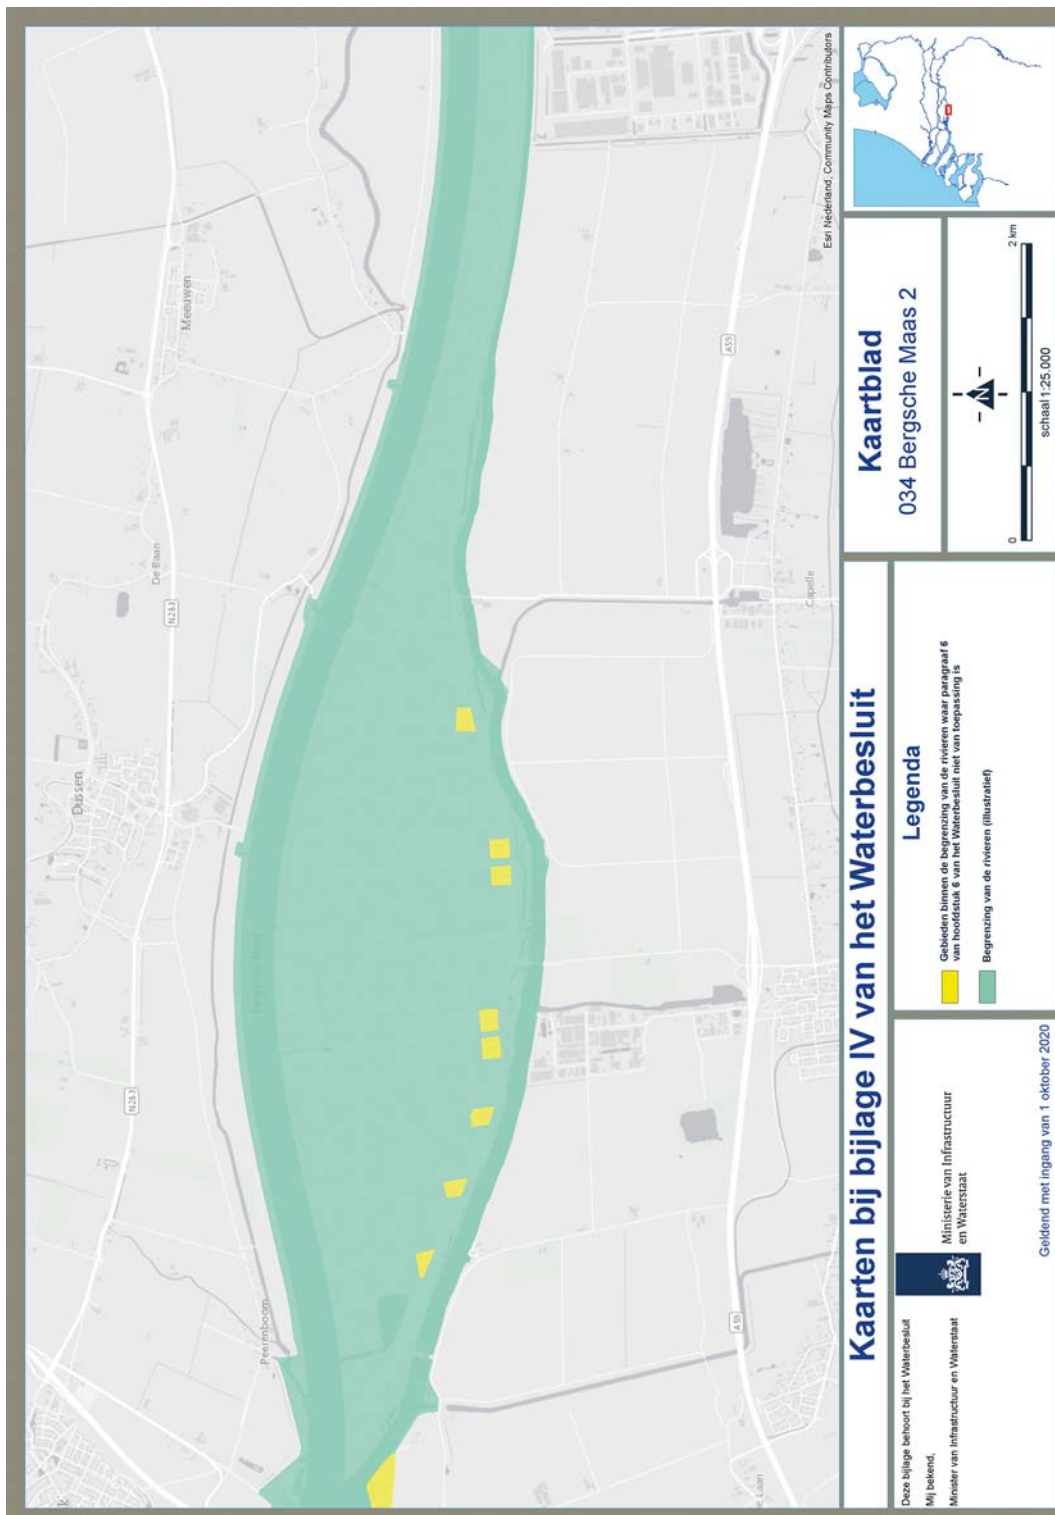 Meeuwen
De Baan
N283
Dussen
N283
Peerenboom
A59
Capelle
A59
Esri Nederland, Community Maps Contributors
Kaarten bij bijlage IV van het Waterbesluit
Kaartblad
034 Bergsche Maas 2
Deze bijlage behoort bij het Waterbesluit
Mij bekend,
Minister van Infrastructuur en Waterstaat
Ministerie van Infrastructuur
en Waterstaat
Geldend met ingang van 1 oktober 2020
Legenda
Gebieden binnen de begrenzing van de rivieren waar paragraaf 6
van hoofdstuk 6 van het Waterbesluit niet van toepassing is
Begrenzing van de rivieren (illustratief)
N
0
2 km
schaal 1:25.000